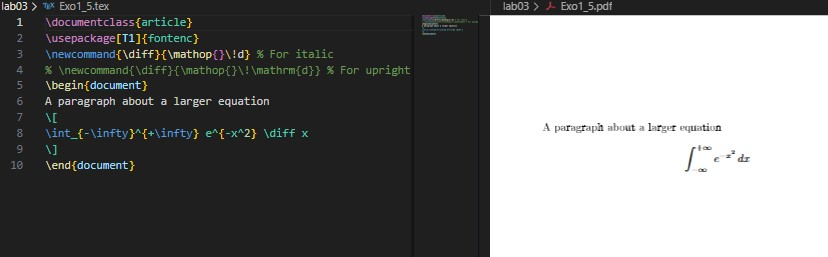 lab03 > TEX Exo1_5.tex
1 \documentclass{article}
2 \usepackage[T1]{fontenc}
3 \newcommand{\diff}{\mathop{}\!d} % For italic
4 % \newcommand{\diff}{\mathop{}\!\mathrm{d}} % For upright
5 \begin{document}
6 A paragraph about a larger equation
7 \[
8 \int_{-\infty}^{+\infty} e^{-x^2} \diff x
9 \]
10 \end{document}
lab03 > Exo1_5.pdf
A paragraph about a larger equation
∫_{-∞}^{+∞} e^{-x^2} dx